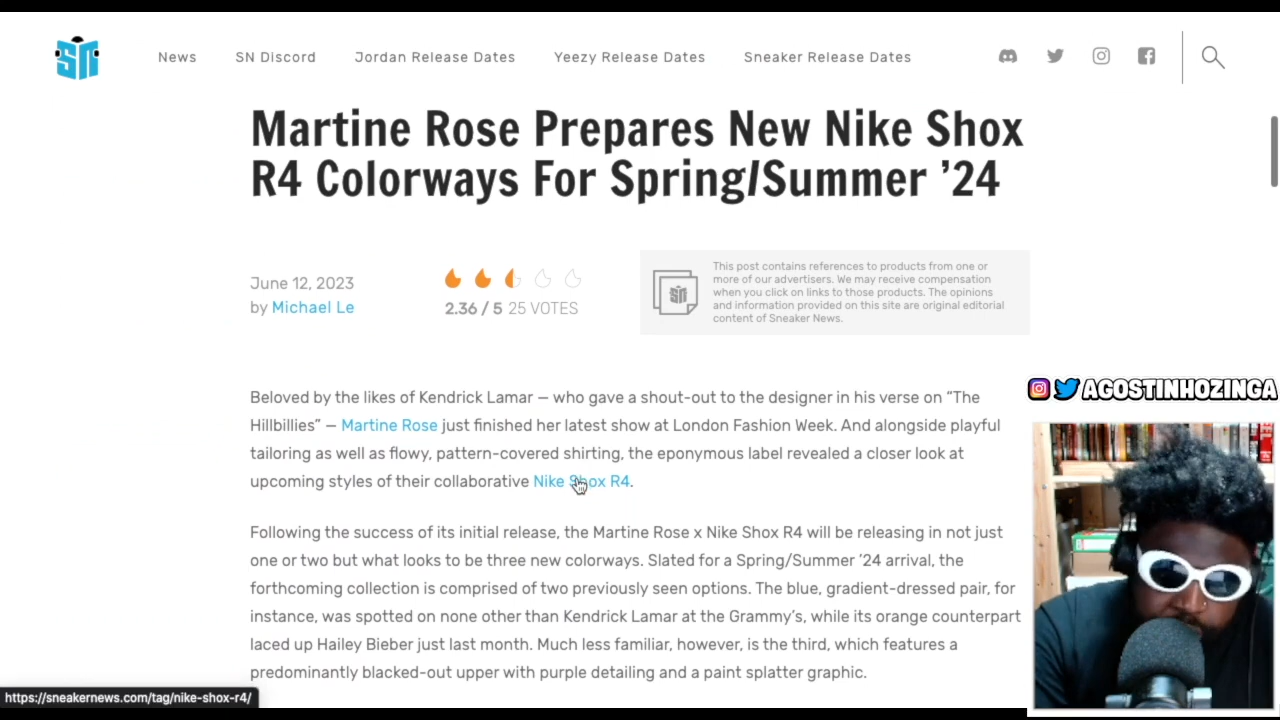 SN
News
SN Discord
Jordan Release Dates
Yeezy Release Dates
Sneaker Release Dates
Martine Rose Prepares New Nike Shox
R4 Colorways For Spring/Summer ’24
June 12, 2023
by Michael Le
2.36 / 5 25 VOTES
SN
This post contains references to products from one or
more of our advertisers. We may receive compensation
when you click on links to those products. The opinions
and information provided on this site are original editorial
content of Sneaker News.
Beloved by the likes of Kendrick Lamar — who gave a shout-out to the designer in his verse on “The
Hillbillies” — Martine Rose just finished her latest show at London Fashion Week. And alongside playful
tailoring as well as flowy, pattern-covered shirting, the eponymous label revealed a closer look at
upcoming styles of their collaborative Nike Shox R4.
Following the success of its initial release, the Martine Rose x Nike Shox R4 will be releasing in not just
one or two but what looks to be three new colorways. Slated for a Spring/Summer ’24 arrival, the
forthcoming collection is comprised of two previously seen options. The blue, gradient-dressed pair, for
instance, was spotted on none other than Kendrick Lamar at the Grammy’s, while its orange counterpart
laced up Hailey Bieber just last month. Much less familiar, however, is the third, which features a
predominantly blacked-out upper with purple detailing and a paint splatter graphic.
AGOSTINHOZINGA
https://sneakernews.com/tag/nike-shox-r4/